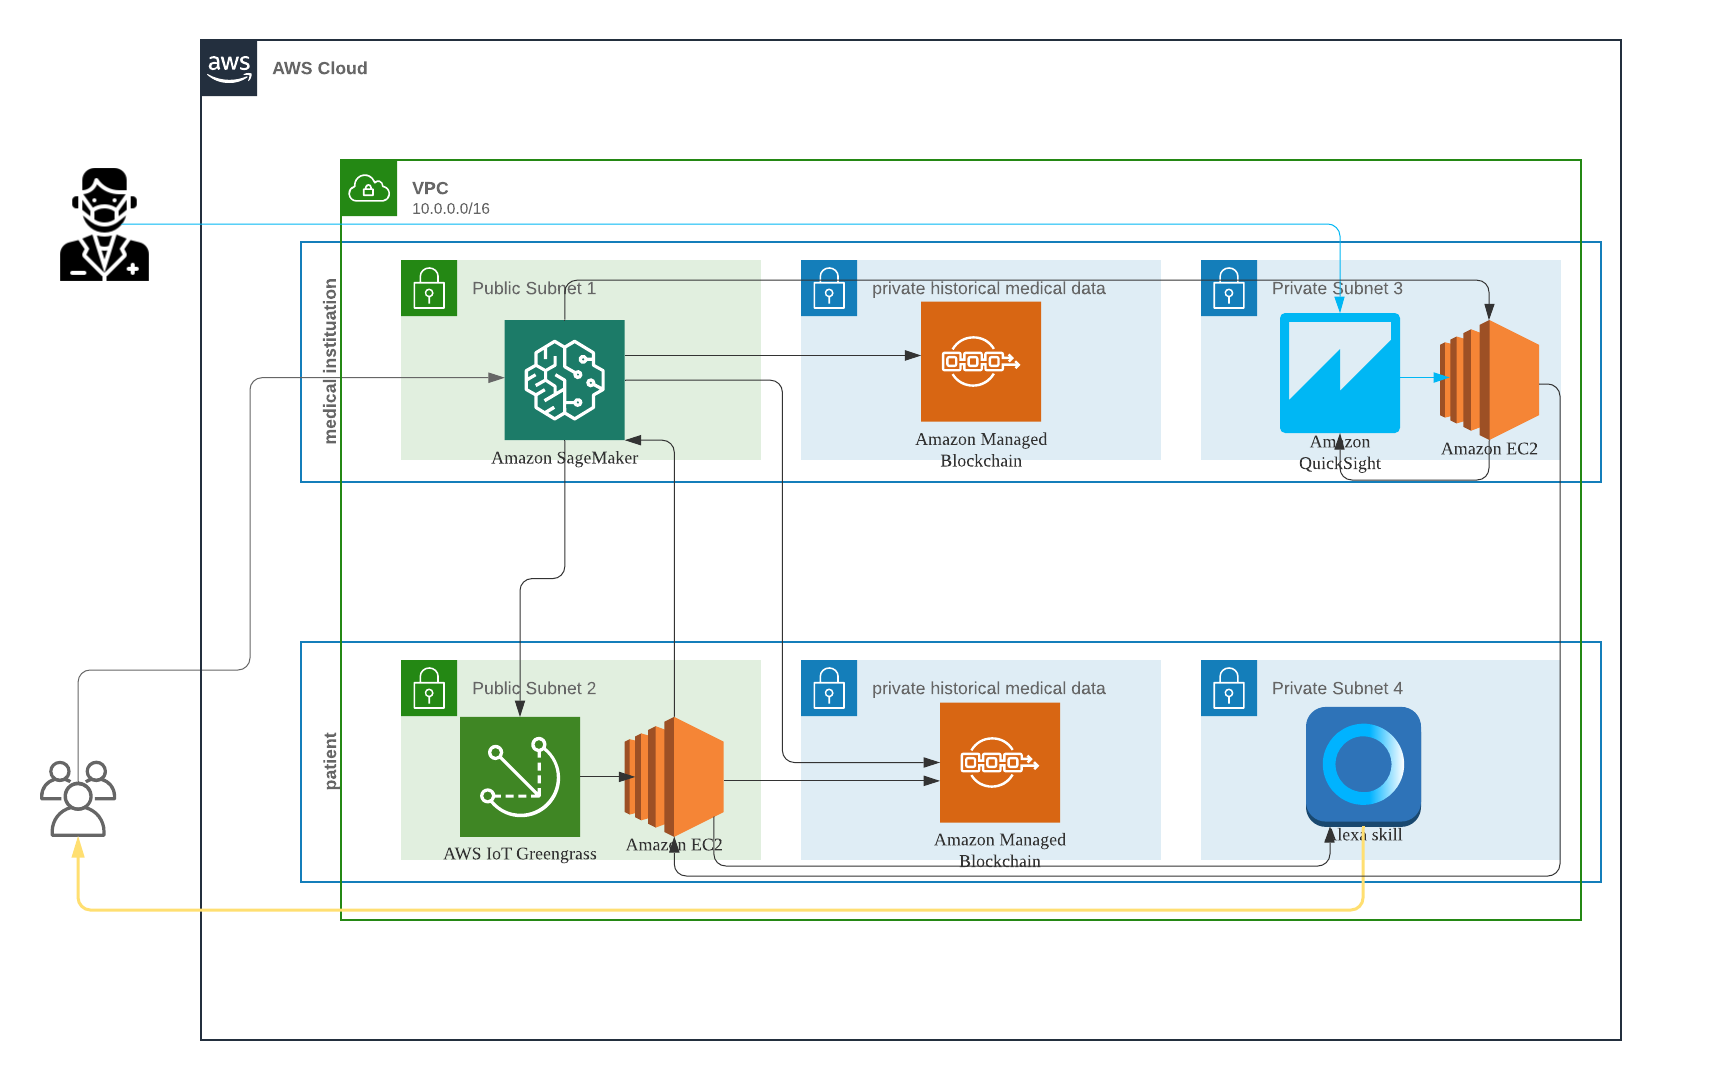 aws
AWS Cloud
VPC
10.0.0.0/16
medical instituation
Public Subnet 1
private historical medical data
Private Subnet 3
Amazon SageMaker
Amazon Managed
Blockchain
Amazon
QuickSight
Amazon EC2
patient
Public Subnet 2
private historical medical data
Private Subnet 4
AWS IoT Greengrass
Amazon EC2
Amazon Managed
Blockchain
lexa skill